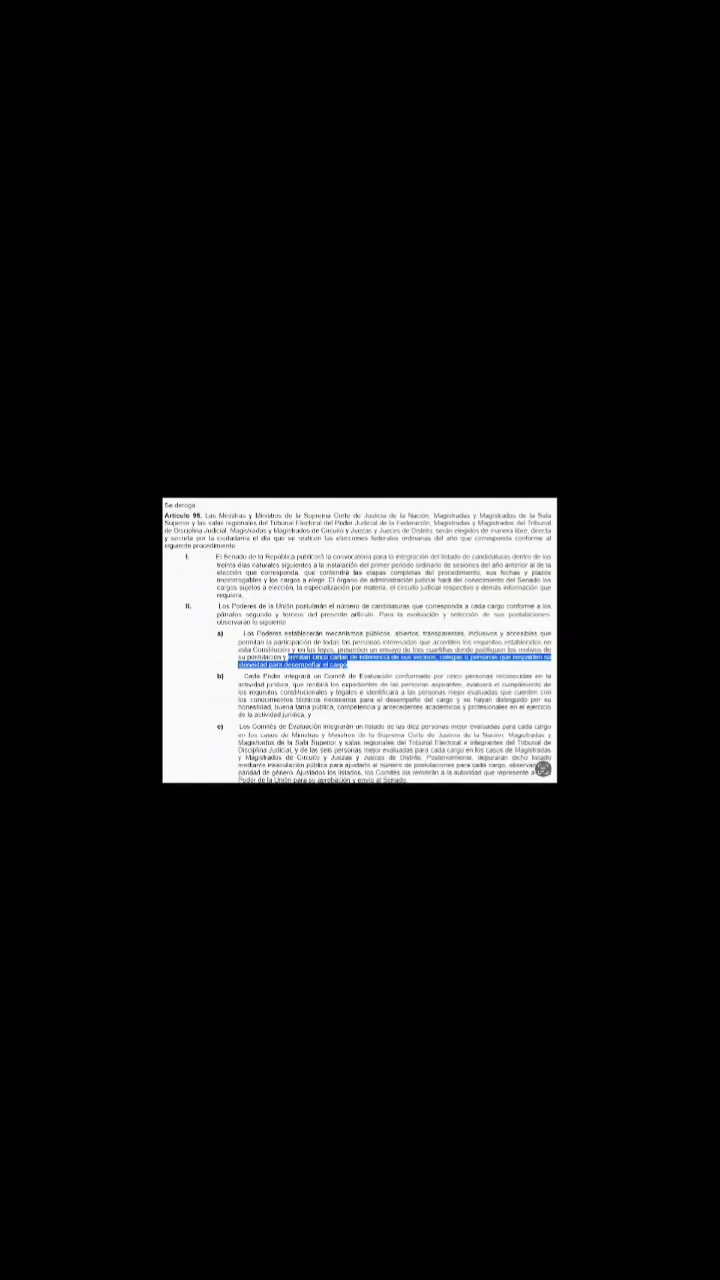 Se deroga.
Artículo 96. Las Ministras y Ministros de la Suprema Corte de Justicia de la Nación, Magistradas y Magistrados de la Sala
Superior y las salas regionales del Tribunal Electoral del Poder Judicial de la Federación, Magistradas y Magistrados del Tribunal
de Disciplina Judicial, Magistradas y Magistrados de Circuito y Juezas y Jueces de Distrito, serán elegidos de manera libre, directa
y secreta por la ciudadanía el día que se realicen las elecciones federales ordinarias del año que corresponda conforme al
siguiente procedimiento:
I. El Senado de la República publicará la convocatoria para la integración del listado de candidaturas dentro de los
treinta días naturales siguientes a la instalación del primer periodo ordinario de sesiones del año anterior al de la
elección que corresponda, que contendrá las etapas completas del procedimiento, sus fechas y plazos
improrrogables y los cargos a elegir. El órgano de administración judicial hará del conocimiento del Senado los
cargos sujetos a elección, la especialización por materia, el circuito judicial respectivo y demás información que
requiera;
II. Los Poderes de la Unión postularán el número de candidaturas que corresponda a cada cargo conforme a los
párrafos segundo y tercero del presente artículo. Para la evaluación y selección de sus postulaciones,
observarán lo siguiente:
a) Los Poderes establecerán mecanismos públicos, abiertos, transparentes, inclusivos y accesibles que
permitan la participación de todas las personas interesadas que acrediten los requisitos establecidos en
esta Constitución y en las leyes, presenten un ensayo de tres cuartillas donde justifiquen los motivos de
su postulación y remitan cinco cartas de referencia de sus vecinos, colegas o personas que respalden su
idoneidad para desempeñar el cargo;
b) Cada Poder integrará un Comité de Evaluación conformado por cinco personas reconocidas en la
actividad jurídica, que recibirá los expedientes de las personas aspirantes, evaluará el cumplimiento de
los requisitos constitucionales y legales e identificará a las personas mejor evaluadas que cuenten con
los conocimientos técnicos necesarios para el desempeño del cargo y se hayan distinguido por su
honestidad, buena fama pública, competencia y antecedentes académicos y profesionales en el ejercicio
de la actividad jurídica, y
c) Los Comités de Evaluación integrarán un listado de las diez personas mejor evaluadas para cada cargo
en los casos de Ministras y Ministros de la Suprema Corte de Justicia de la Nación, Magistradas y
Magistrados de la Sala Superior y salas regionales del Tribunal Electoral e integrantes del Tribunal de
Disciplina Judicial, y de las seis personas mejor evaluadas para cada cargo en los casos de Magistradas
y Magistrados de Circuito y Juezas y Jueces de Distrito. Posteriormente, depurarán dicho listado
mediante insaculación pública para ajustarlo al número de postulaciones para cada cargo, observando
paridad de género. Ajustados los listados, los Comités los remitirán a la autoridad que represente a
Poder de la Unión para su aprobación y envío al Senado.